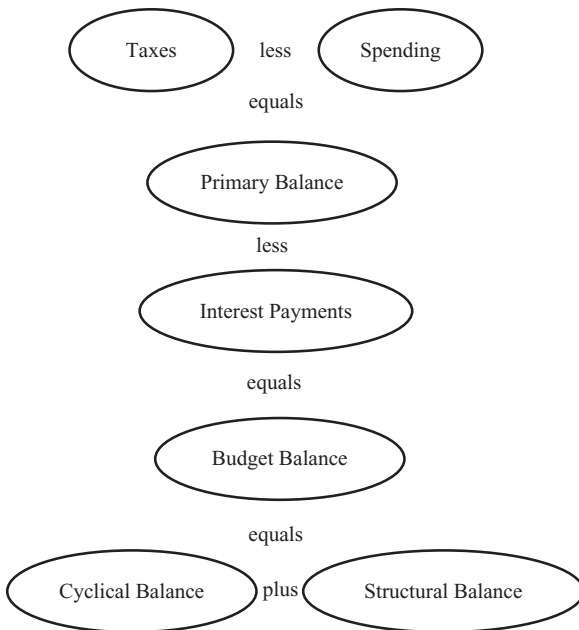 Taxes less Spending
equals
Primary Balance
less
Interest Payments
equals
Budget Balance
equals
Cyclical Balance plus Structural Balance